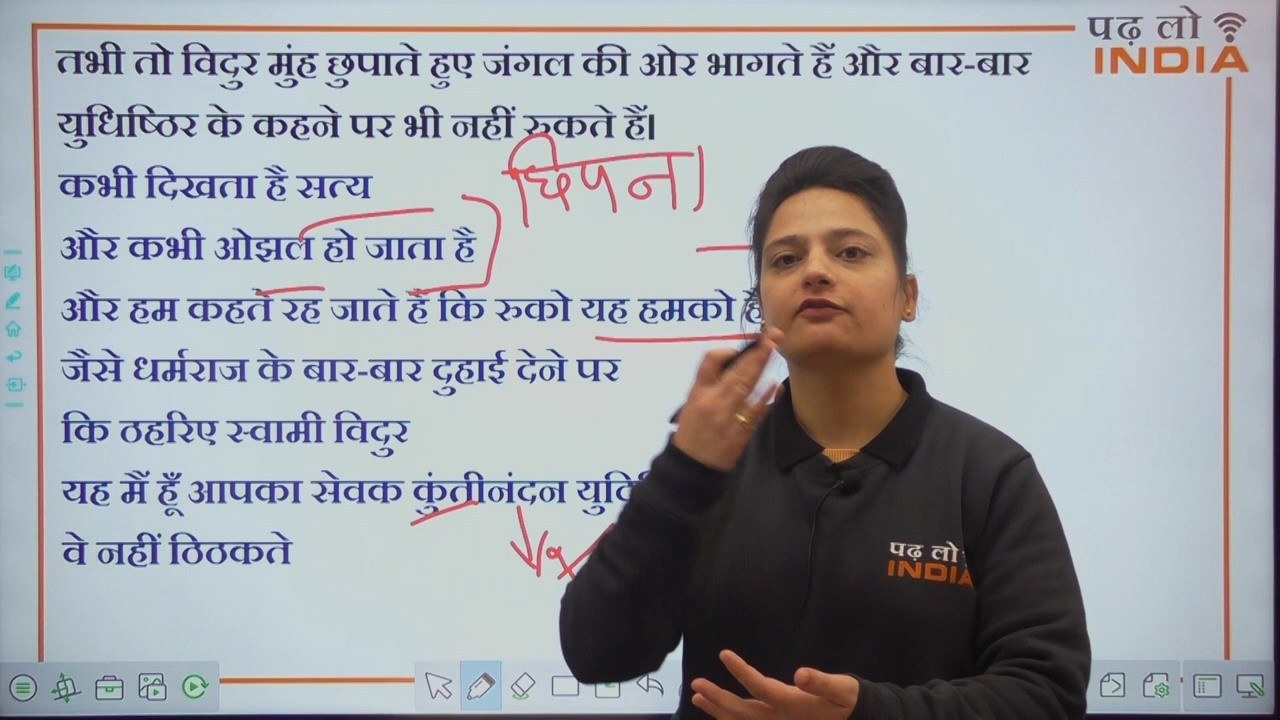 पढ़ लो
INDIA
तभी तो विदुर मुंह छुपाते हुए जंगल की ओर भागते हैं और बार-बार
युधिष्ठिर के कहने पर भी नहीं रुकते हैं।
कभी दिखता है सत्य
छिपना
और कभी ओझल हो जाता है
और हम कहते रह जाते हैं कि रुको यह हमको है
जैसे धर्मराज के बार-बार दुहाई देने पर
कि ठहरिए स्वामी विदुर
यह मैं हूँ आपका सेवक कुंतीनंदन
वे नहीं ठिठकते
पढ़ लो
INDIA